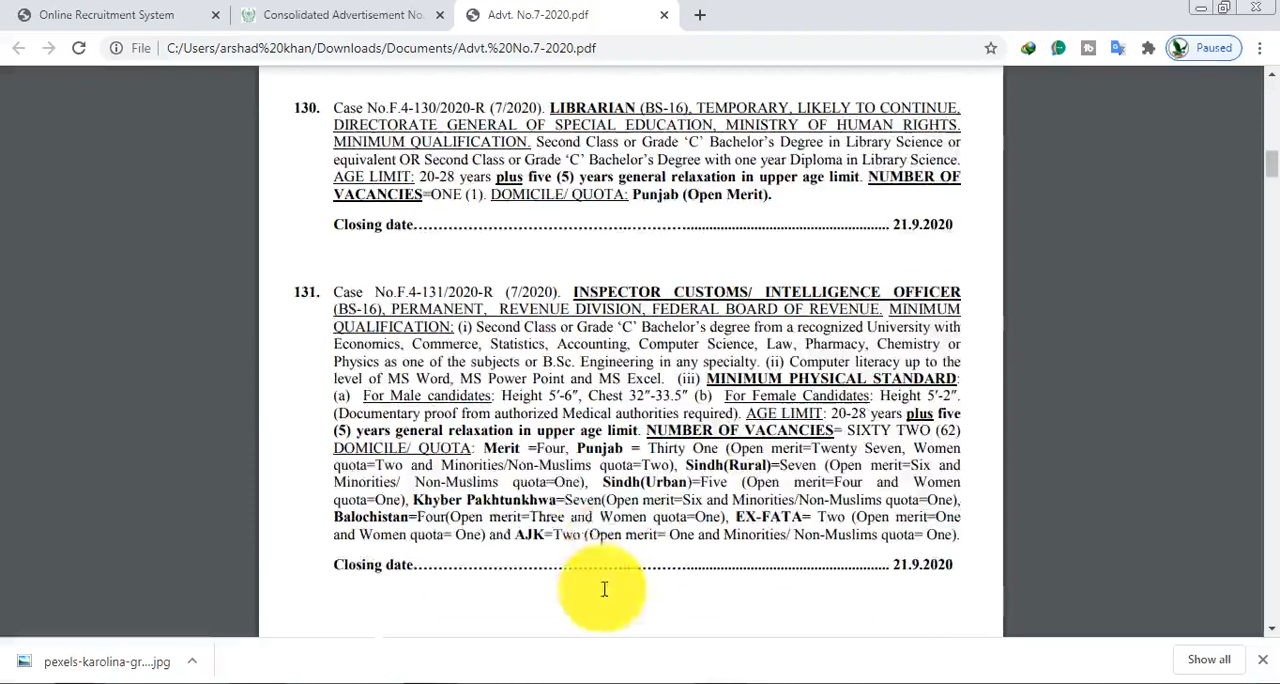 Online Recruitment System
Consolidated Advertisement No.
Advt. No.7-2020.pdf
File
C:/Users/arshad%20khan/Downloads/Documents/Advt.%20No.7-2020.pdf
Paused
130. Case No.F.4-130/2020-R (7/2020). LIBRARIAN (BS-16), TEMPORARY, LIKELY TO CONTINUE,
DIRECTORATE GENERAL OF SPECIAL EDUCATION, MINISTRY OF HUMAN RIGHTS.
MINIMUM QUALIFICATION. Second Class or Grade ‘C’ Bachelor’s Degree in Library Science or
equivalent OR Second Class or Grade ‘C’ Bachelor’s Degree with one year Diploma in Library Science.
AGE LIMIT: 20-28 years plus five (5) years general relaxation in upper age limit. NUMBER OF
VACANCIES=ONE (1). DOMICILE/ QUOTA: Punjab (Open Merit).
Closing date…………………………………………………............................................. 21.9.2020
131. Case No.F.4-131/2020-R (7/2020). INSPECTOR CUSTOMS/ INTELLIGENCE OFFICER
(BS-16), PERMANENT, REVENUE DIVISION, FEDERAL BOARD OF REVENUE. MINIMUM
QUALIFICATION: (i) Second Class or Grade ‘C’ Bachelor’s degree from a recognized University with
Economics, Commerce, Statistics, Accounting, Computer Science, Law, Pharmacy, Chemistry or
Physics as one of the subjects or B.Sc. Engineering in any specialty. (ii) Computer literacy up to the
level of MS Word, MS Power Point and MS Excel. (iii) MINIMUM PHYSICAL STANDARD:
(a) For Male candidates: Height 5′-6″, Chest 32″-33.5″ (b) For Female Candidates: Height 5′-2″.
(Documentary proof from authorized Medical authorities required). AGE LIMIT: 20-28 years plus five
(5) years general relaxation in upper age limit. NUMBER OF VACANCIES= SIXTY TWO (62)
DOMICILE/ QUOTA: Merit =Four, Punjab = Thirty One (Open merit=Twenty Seven, Women
quota=Two and Minorities/Non-Muslims quota=Two), Sindh(Rural)=Seven (Open merit=Six and
Minorities/ Non-Muslims quota=One), Sindh(Urban)=Five (Open merit=Four and Women
quota=One), Khyber Pakhtunkhwa=Seven(Open merit=Six and Minorities/Non-Muslims quota=One),
Balochistan=Four(Open merit=Three and Women quota=One), EX-FATA= Two (Open merit=One
and Women quota= One) and AJK=Two (Open merit= One and Minorities/ Non-Muslims quota= One).
Closing date…………………………………………………............................................. 21.9.2020
pexels-karolina-gr....jpg
Show all